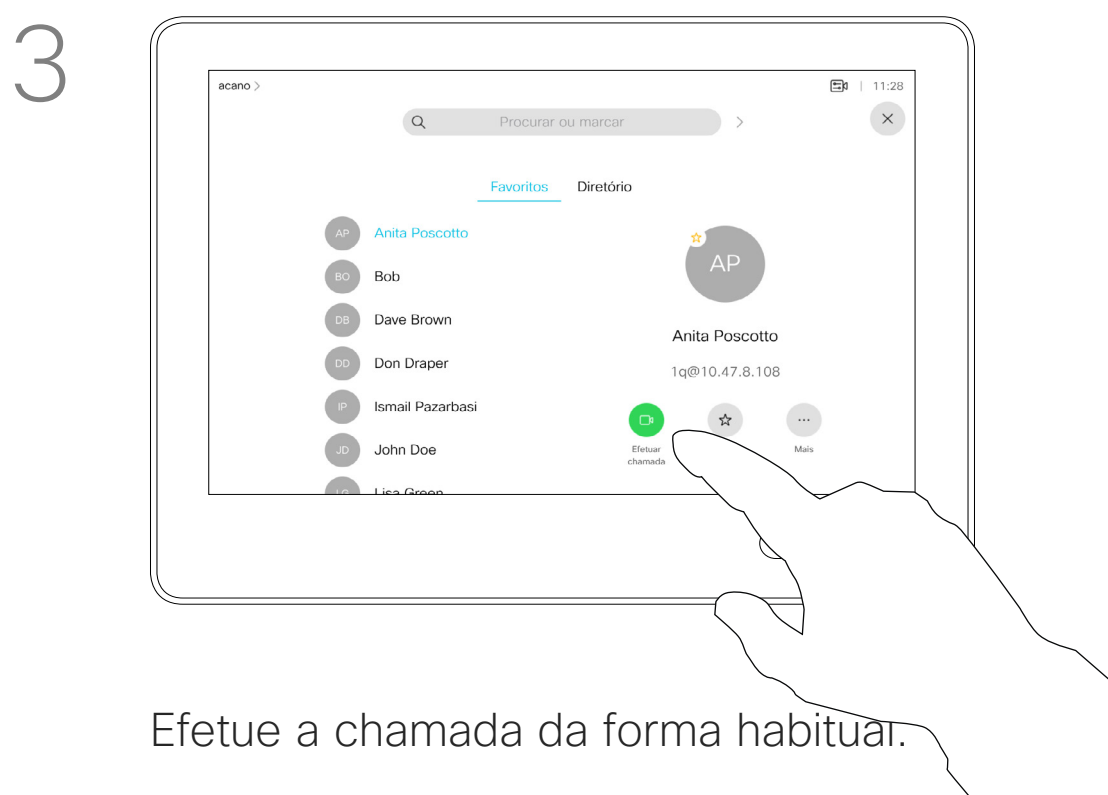 3
acano >
11:28
Procurar ou marcar
Favoritos Diretório
AP Anita Poscotto
BO Bob
DB Dave Brown
DD Don Draper
IP Ismail Pazarbasi
JD John Doe
LG Lisa Green
AP
Anita Poscotto
1q@10.47.8.108
Efetuar
chamada
Mais
Efetue a chamada da forma habitual.